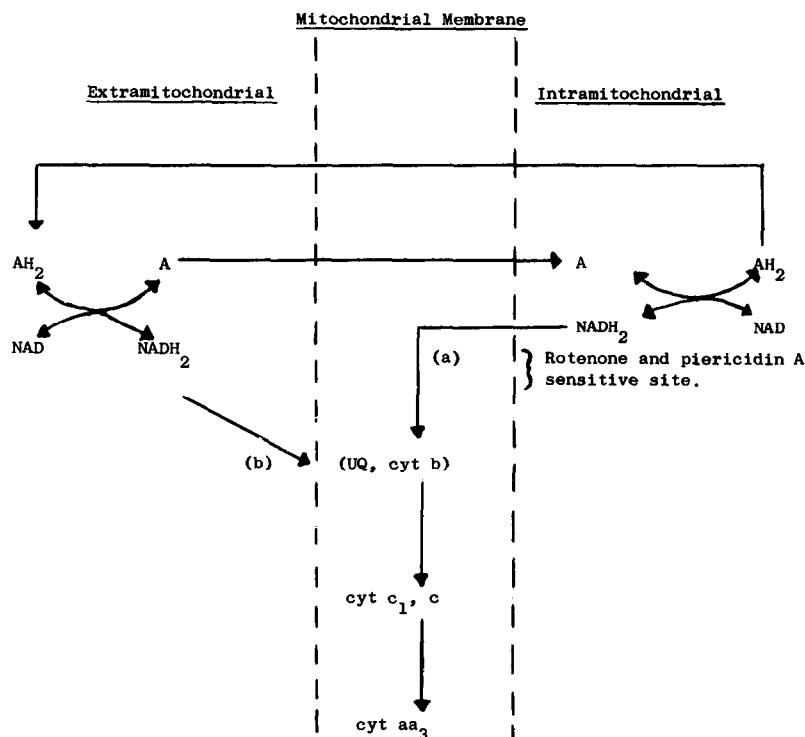 Mitochondrial Membrane
Extramitochondrial
Intramitochondrial
AH2
A
A
AH2
NAD
NADH2
NADH2
NAD
(a)
} Rotenone and piericidin A
sensitive site.
(b)
(UQ, cyt b)
cyt c1, c
cyt aa3